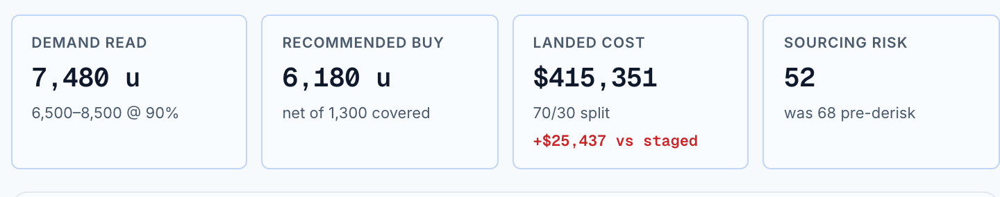 DEMAND READ
7,480 u
6,500–8,500 @ 90%
RECOMMENDED BUY
6,180 u
net of 1,300 covered
LANDED COST
$415,351
70/30 split
+$25,437 vs staged
SOURCING RISK
52
was 68 pre-derisk